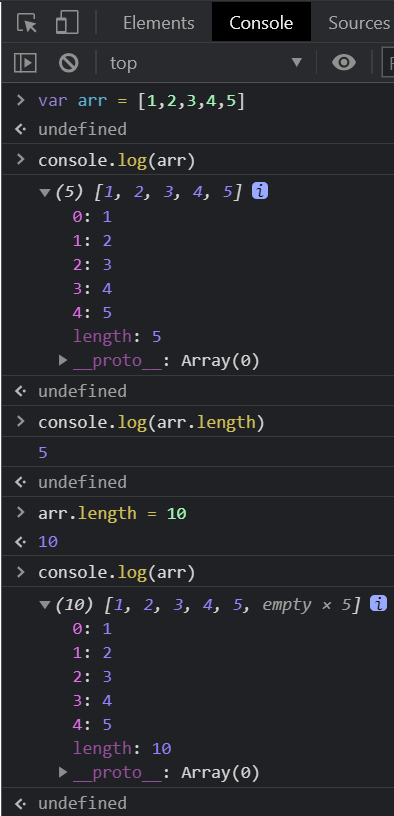 Elements Console Sources
top
> var arr = [1,2,3,4,5]
undefined
> console.log(arr)
(5) [1, 2, 3, 4, 5] i
0: 1
1: 2
2: 3
3: 4
4: 5
length: 5
__proto__: Array(0)
undefined
> console.log(arr.length)
5
undefined
> arr.length = 10
10
> console.log(arr)
(10) [1, 2, 3, 4, 5, empty × 5] i
0: 1
1: 2
2: 3
3: 4
4: 5
length: 10
__proto__: Array(0)
undefined